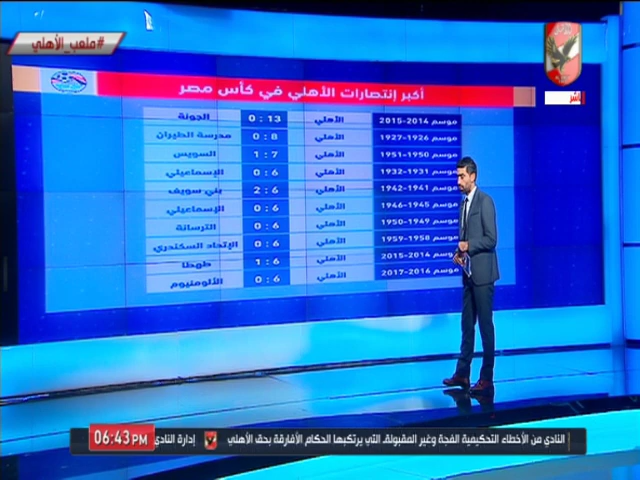 #ملعب_الأهلي
مباشر
أكبر إنتصارات الأهلي في كأس مصر
موسم 2014-2015 الأهلي 13 : 0 الجونة
موسم 1926-1927 الأهلي 8 : 0 مدرسة الطيران
موسم 1950-1951 الأهلي 7 : 1 السويس
موسم 1931-1932 الأهلي 6 : 0 الإسماعيلي
موسم 1941-1942 الأهلي 6 : 2 بني سويف
موسم 1945-1946 الأهلي 6 : 0 الإسماعيلي
موسم 1949-1950 الأهلي 6 : 0 الترسانة
موسم 1958-1959 الأهلي 6 : 0 الإتحاد السكندري
موسم 2014-2015 الأهلي 6 : 1 طهطا
موسم 2016-2017 الأهلي 6 : 0 الألومنيوم
النادي من الأخطاء التحكيمية الفجة وغير المقبولة، التي يرتكبها الحكام الأفارقة بحق الأهلي إدارة النادي
06:43 PM